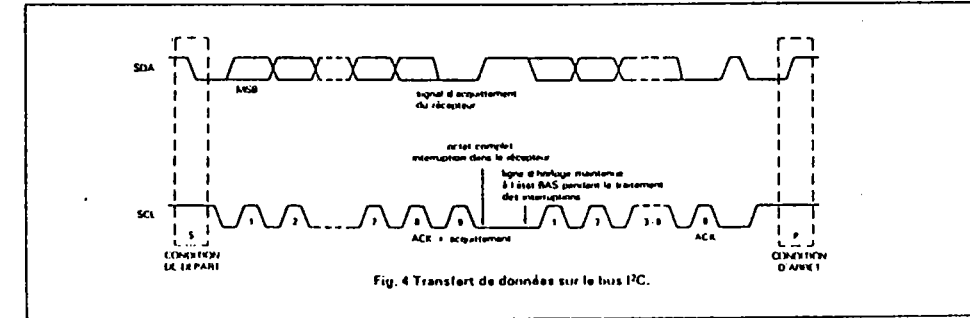 SDA
MSB
signal d'acquittement
du récepteur
octet complet
interruption dans le récepteur
ligne d'horloge maintenue
à l'état BAS pendant le traitement
des interruptions
SCL
S
1
2
7
8
9
1
2
3-8
9
P
ACK = acquittement
ACK
CONDITION
DE DEPART
CONDITION
D'ARRET
Fig. 4 Transfert de données sur le bus I²C.